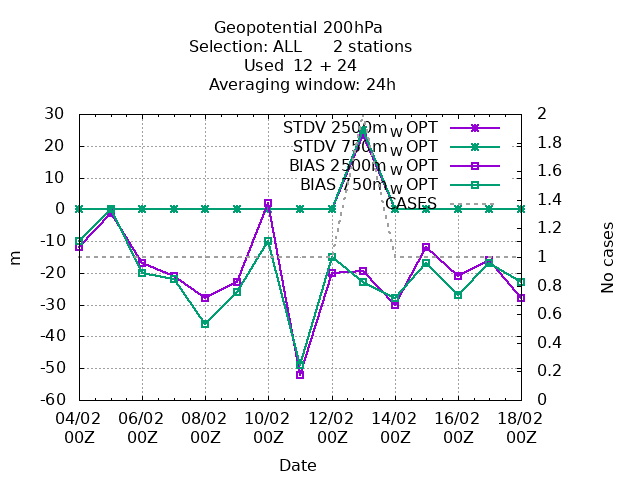 Geopotential 200hPa
Selection: ALL      2 stations
Used  12 + 24
Averaging window: 24h
STDV 2500m_w OPT
STDV 750m_w OPT
BIAS 2500m_w OPT
BIAS 750m_w OPT
CASES
30
20
10
0
-10
-20
-30
-40
-50
-60
m
2
1.8
1.6
1.4
1.2
1
0.8
0.6
0.4
0.2
0
No cases
04/02 06/02 08/02 10/02 12/02 14/02 16/02 18/02
00Z 00Z 00Z 00Z 00Z 00Z 00Z 00Z
Date